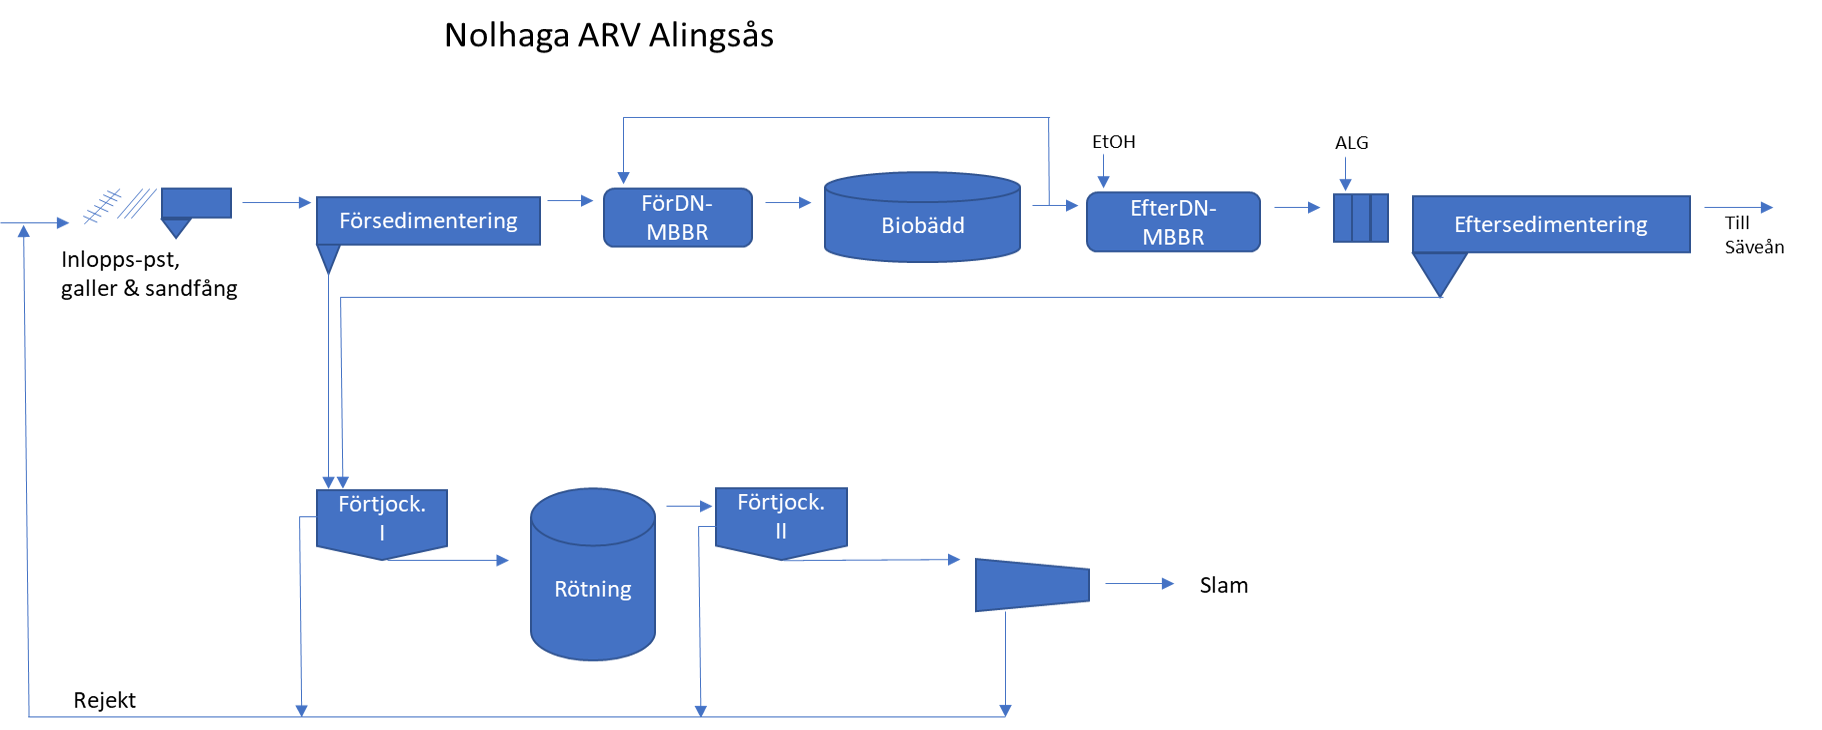 Nolhaga ARV Alingsås
EtOH
ALG
Inlopps-pst,
galler & sandfång
Försedimentering
FörDN-
MBBR
Biobädd
EfterDN-
MBBR
Eftersedimentering
Till
Säveån
Förtjock.
I
Rötning
Förtjock.
II
Slam
Rejekt